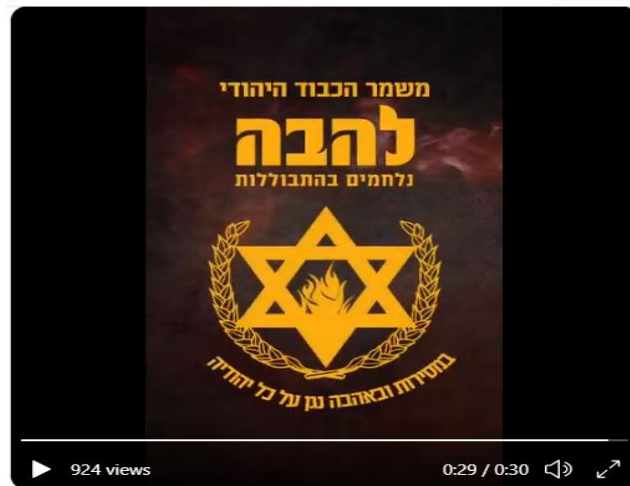 משמר הכבוד היהודי
להבה
נלחמים בהתבוללות
במסירות ובאהבה נגן על כל יהודיה
924 views
0:29 / 0:30